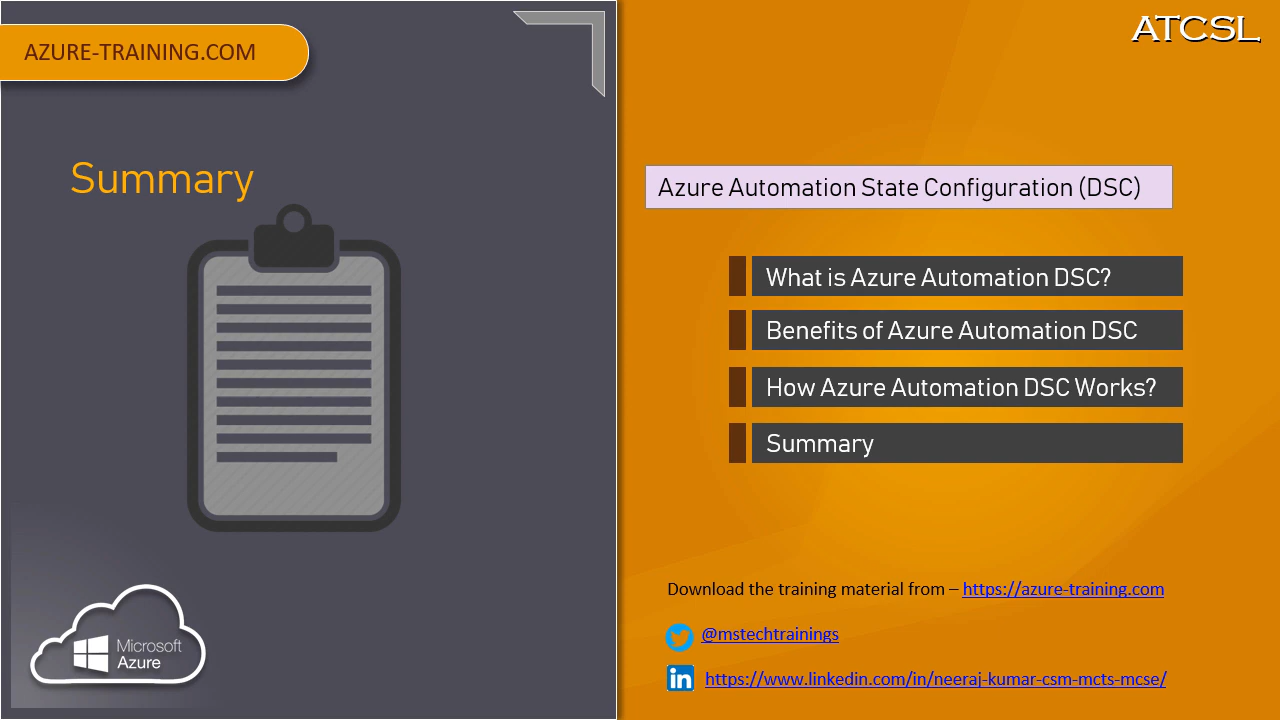 AZURE-TRAINING.COM
Summary
Microsoft
Azure
ATCSL
Azure Automation State Configuration (DSC)
What is Azure Automation DSC?
Benefits of Azure Automation DSC
How Azure Automation DSC Works?
Summary
Download the training material from – https://azure-training.com
@mstechtrainings
in https://www.linkedin.com/in/neeraj-kumar-csm-mcts-mcse/